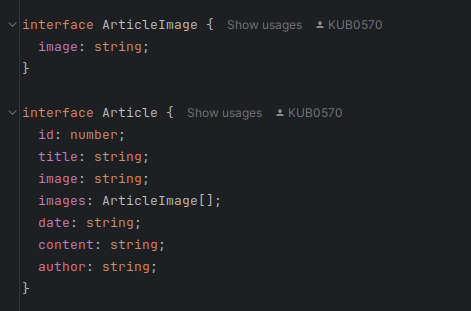 interface ArticleImage { Show usages KUB0570
image: string;
}
interface Article { Show usages KUB0570
id: number;
title: string;
image: string;
images: ArticleImage[];
date: string;
content: string;
author: string;
}